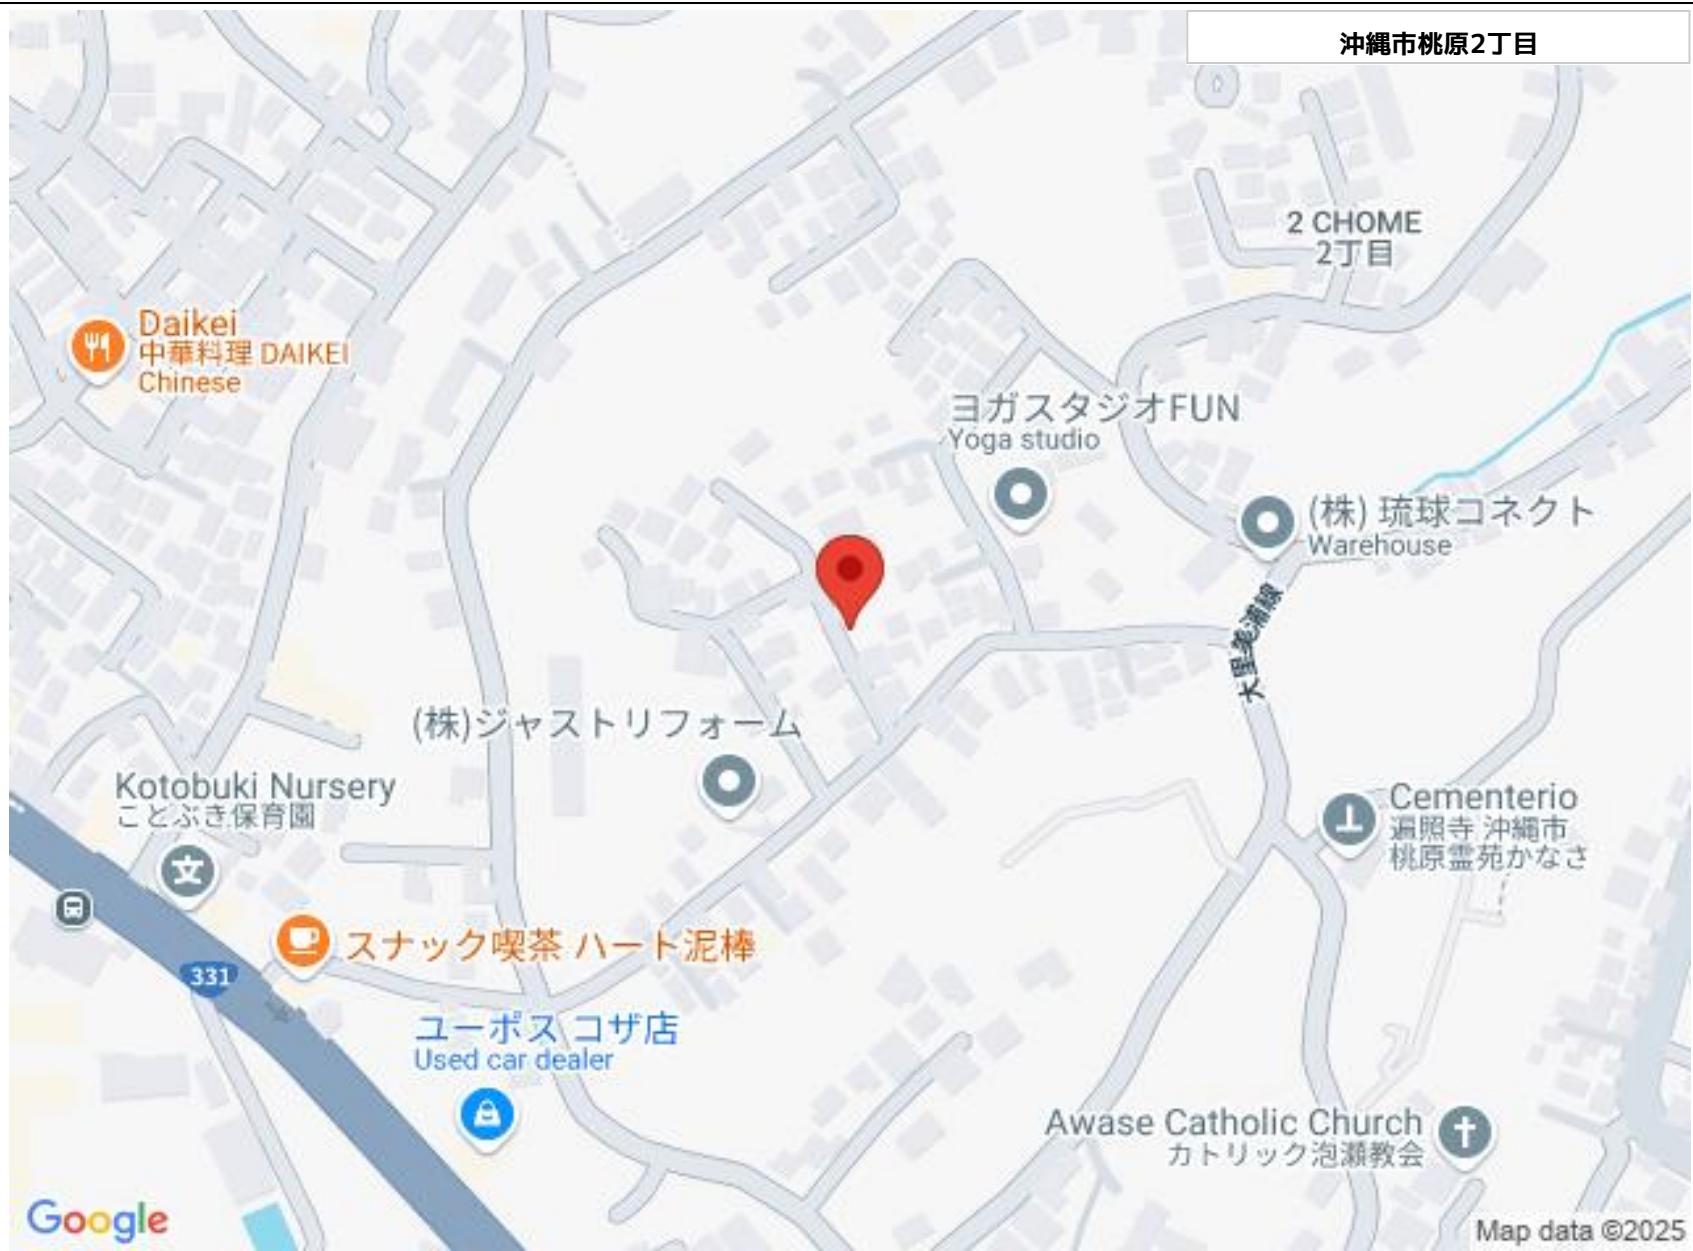 沖縄市桃原2丁目
2 CHOME
2丁目
Daikei
中華料理 DAIKEI
Chinese
ヨガスタジオFUN
Yoga studio
(株) 琉球コネクト
Warehouse
大里美浦線
(株)ジャストリフォーム
Kotobuki Nursery
ことぶき保育園
文
Cementerio
遍照寺 沖縄市
桃原霊苑かなさ
スナック喫茶 ハート泥棒
331
ユーポス コザ店
Used car dealer
Awase Catholic Church
カトリック泡瀬教会
Google
Map data ©2025